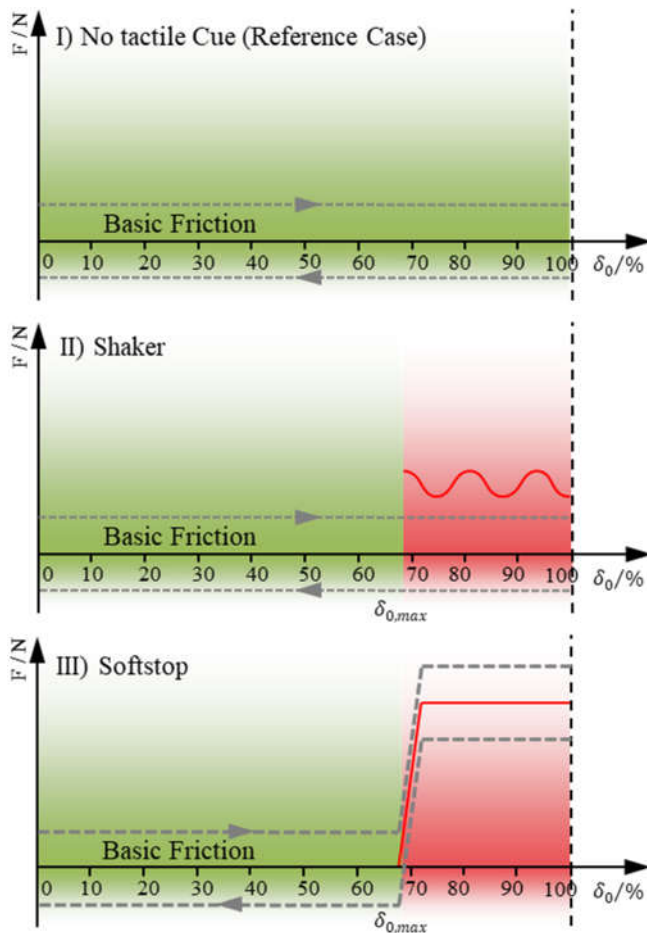 F/N
I) No tactile Cue (Reference Case)
Basic Friction
0 10 20 30 40 50 60 70 80 90 100 δ₀/%
F/N
II) Shaker
Basic Friction
0 10 20 30 40 50 60 70 80 90 100 δ₀/%
δ₀,max
F/N
III) Softstop
Basic Friction
0 10 20 30 40 50 60 70 80 90 100 δ₀/%
δ₀,max